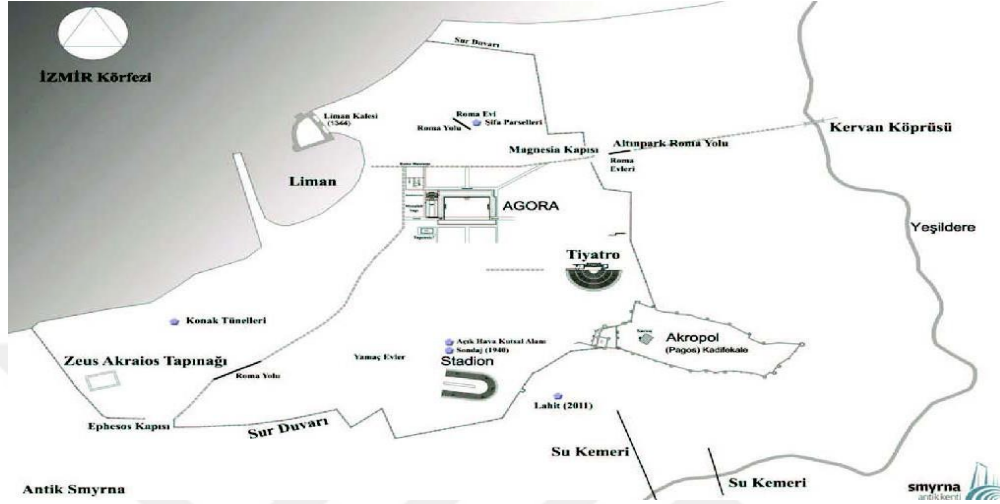 Sur Duvarı
İZMİR Körfezi
Liman Kalesi
(1344)
Roma Evi
Şifa Parselleri
Roma Yolu
Kervan Köprüsü
Magnesia Kapısı
Altınpark Roma Yolu
Roma
Evleri
Liman
AGORA
Yeşildere
Tiyatro
Konak Tünelleri
Akropol
(Pagos) Kadifekale
Açık Hava Kutsal Alanı
Sondaj (1940)
Stadion
Zeus Akraios Tapınağı
Yamaç Evler
Roma Yolu
Lahit (2011)
Ephesos Kapısı
Sur Duvarı
Su Kemeri
Su Kemeri
Antik Smyrna
smyrna
antikkenti